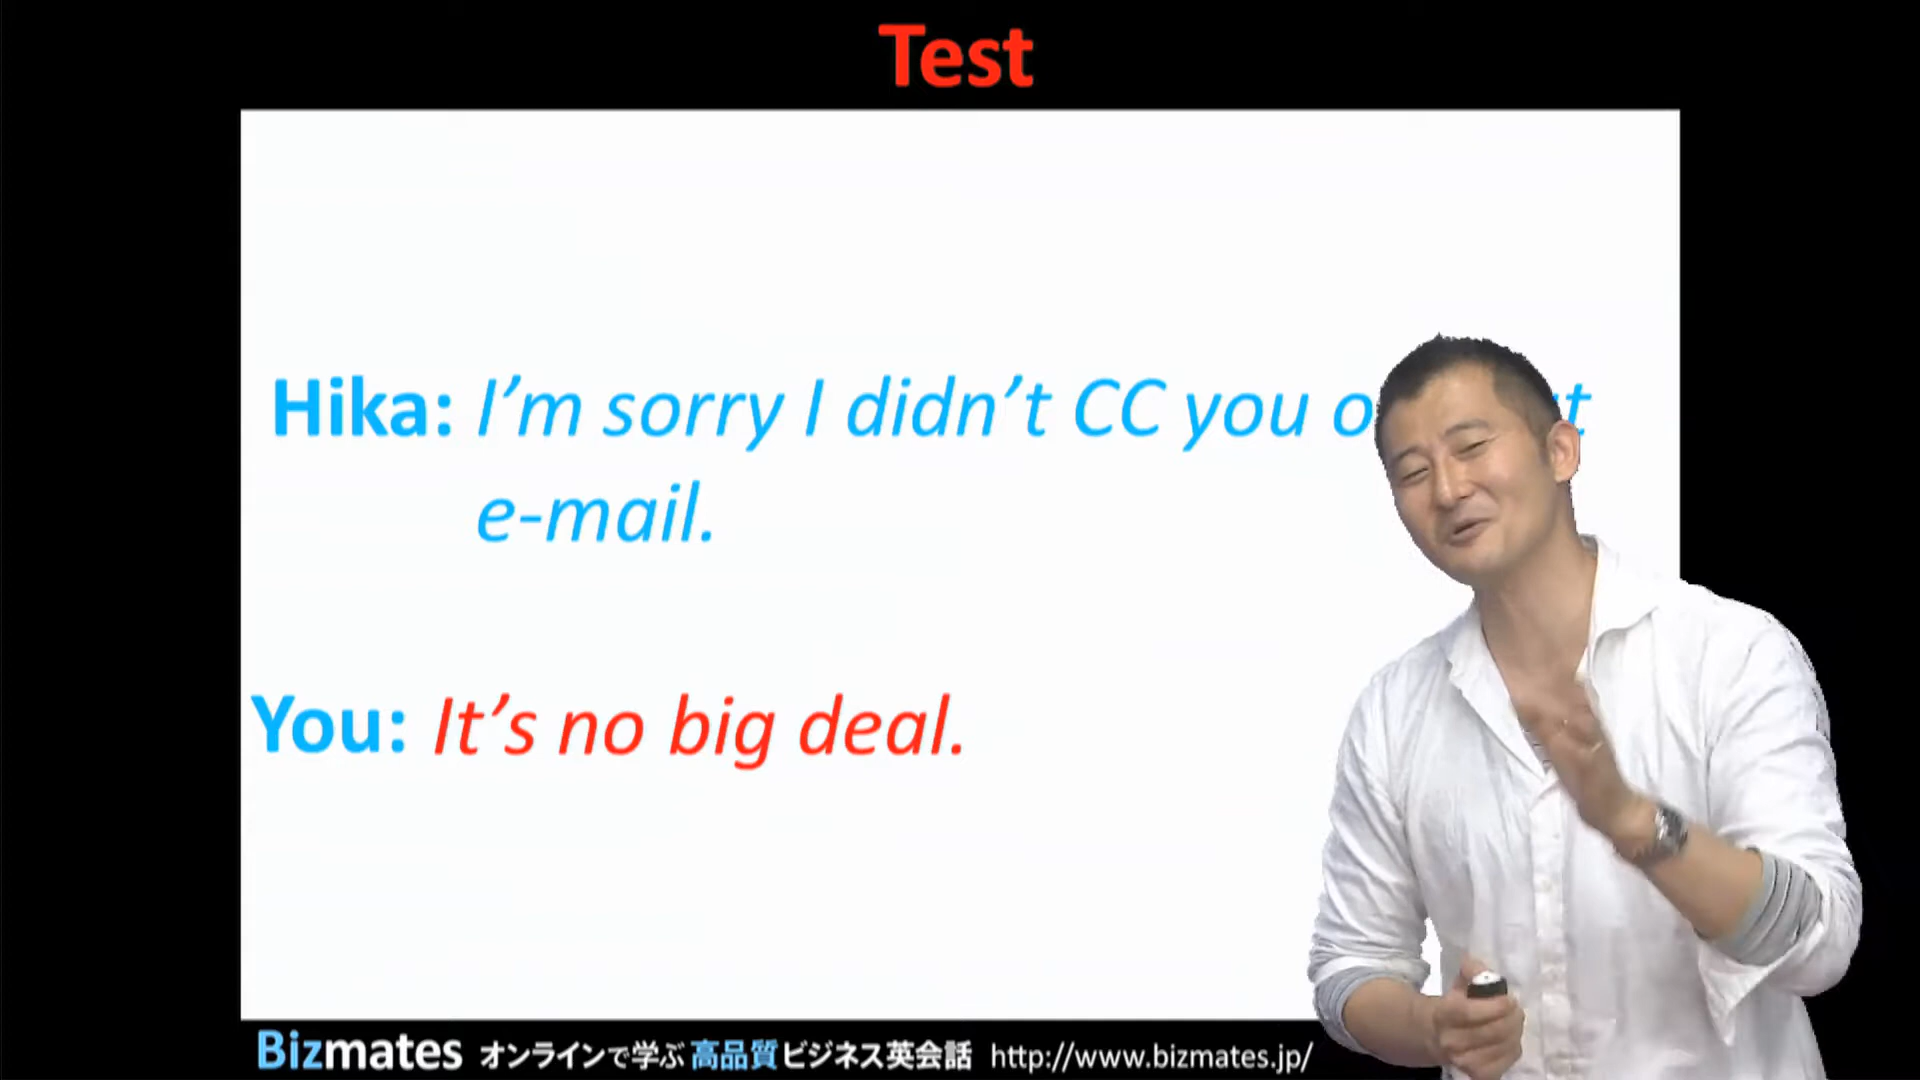 Test
Hika: I'm sorry I didn't CC you
e-mail.
You: It's no big deal.
Bizmates オンラインで学ぶ高品質ビジネス英会話 http://www.bizmates.jp/